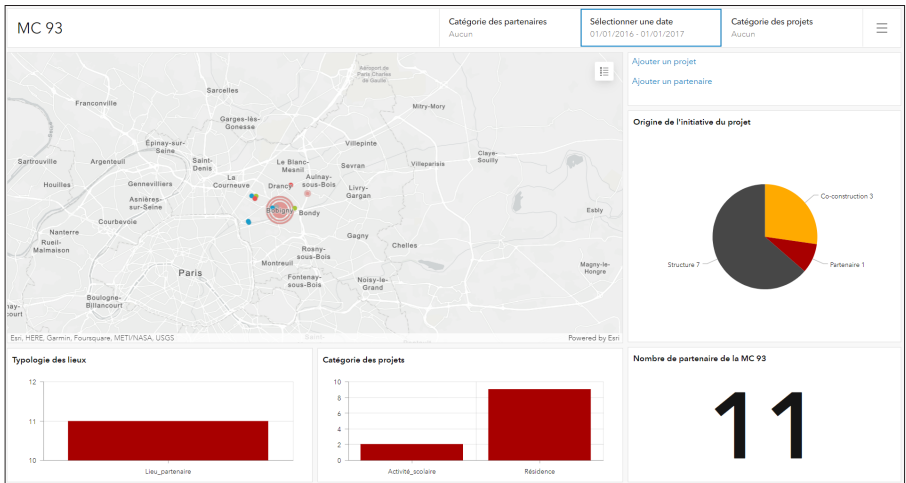 MC 93
Catégorie des partenaires
Aucun
Sélectionner une date
01/01/2016 - 01/01/2017
Catégorie des projets
Aucun
Aéroport de
Paris Charles
de Gaulle
Sarcelles
Franconville
Mitry-Mory
Garges-lès-
Gonesse
Épinay-sur-
Seine
Villepinte
Sartrouville
Argenteuil
Saint-
Denis
Le Blanc-
Mesnil
Sevran
Villeparisis
Claye-
Souilly
Houilles
Gennevilliers
La
Courneuve
Drancy
Aulnay-
sous-Bois
Livry-
Gargan
Asnières-
sur-Seine
Bobigny
Bondy
Esbly
Courbevoie
Nanterre
Gagny
Rueil-
Malmaison
Chelles
Rosny-
sous-Bois
Montreuil
Magny-le-
Hongre
Paris
Fontenay-
sous-Bois
Noisy-le-
Grand
Boulogne-
Billancourt
Esri, HERE, Garmin, Foursquare, METI/NASA, USGS
Powered by Esri
Ajouter un projet
Ajouter un partenaire
Origine de l'initiative du projet
Co-construction 3
Structure 7
Partenaire 1
Typologie des lieux
12
11
10
Lieu_partenaire
Catégorie des projets
10
8
6
4
2
0
Activité_scolaire
Résidence
Nombre de partenaire de la MC 93
11